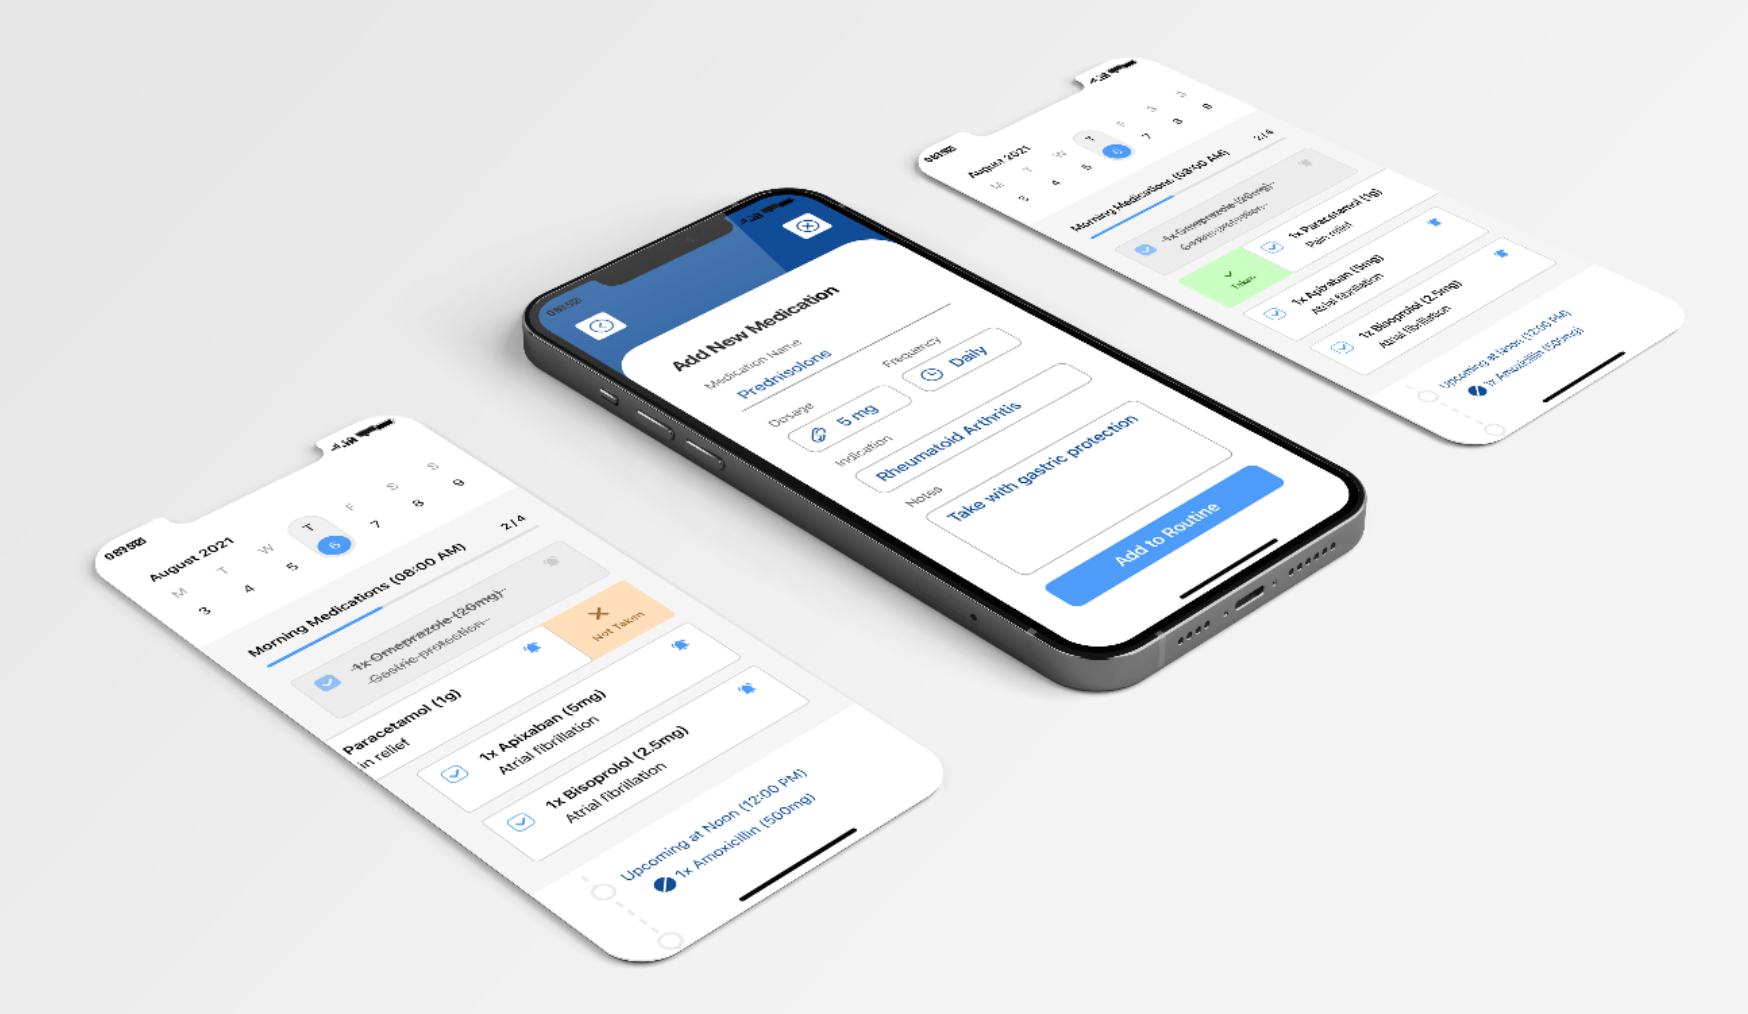 August 2021
M T W T F S S
3 4 5 6 7 8 9
Morning Medications (08:00 AM)
2/4
1x Omeprazole (20mg)
Gastric protection
Paracetamol (1g)
in relief
Not Taken
1x Apixaban (5mg)
Atrial fibrillation
1x Bisoprolol (2.5mg)
Atrial fibrillation
Upcoming at Noon (12:00 PM)
1x Amoxicillin (500mg)
Add New Medication
Medication Name
Prednisolone
Dosage
5 mg
Frequency
Daily
Indication
Rheumatoid Arthritis
Notes
Take with gastric protection
Add to Routine
August 2021
M T W T F S S
3 4 5 6 7 8 9
Morning Medications (08:00 AM)
2/4
1x Omeprazole (20mg)
Gastric protection
Taken
1x Paracetamol (1g)
Pain relief
1x Apixaban (5mg)
Atrial fibrillation
1x Bisoprolol (2.5mg)
Atrial fibrillation
Upcoming at Noon (12:00 PM)
1x Amoxicillin (500mg)